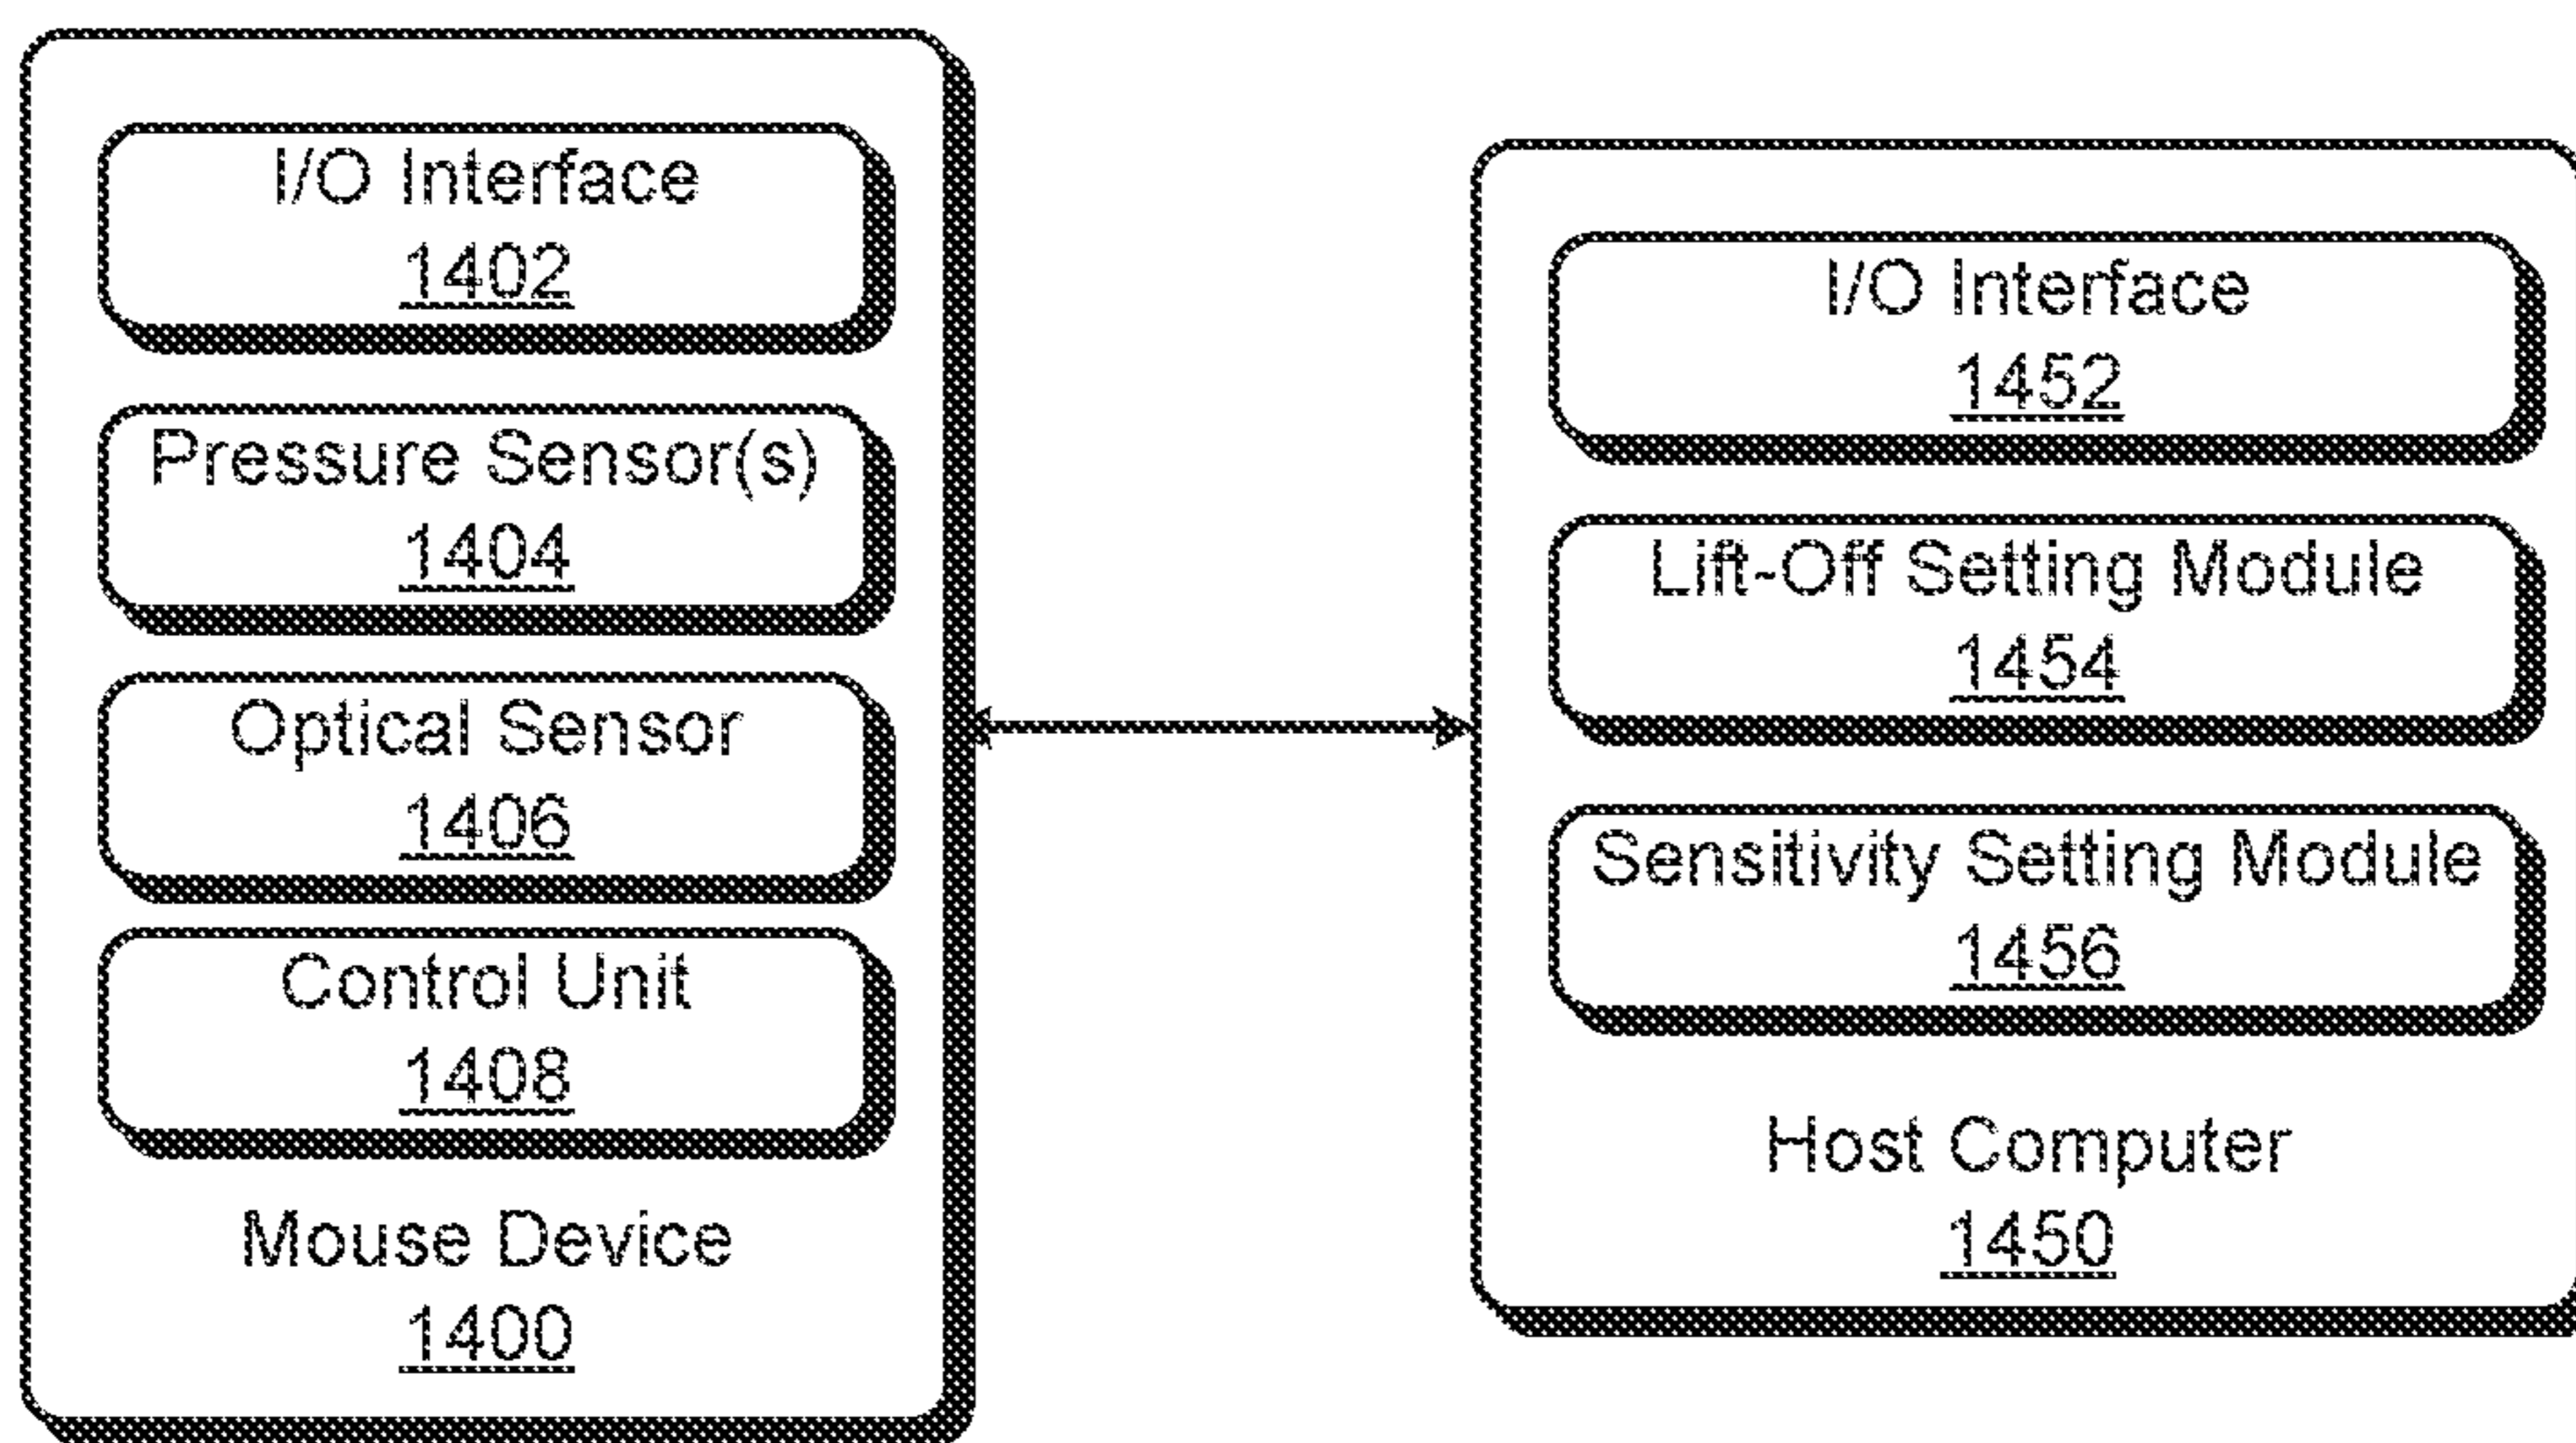 I/O Interface
1402
Pressure Sensor(s)
1404
Optical Sensor
1406
Control Unit
1408
Mouse Device
1400
I/O Interface
1452
Lift-Off Setting Module
1454
Sensitivity Setting Module
1456
Host Computer
1450